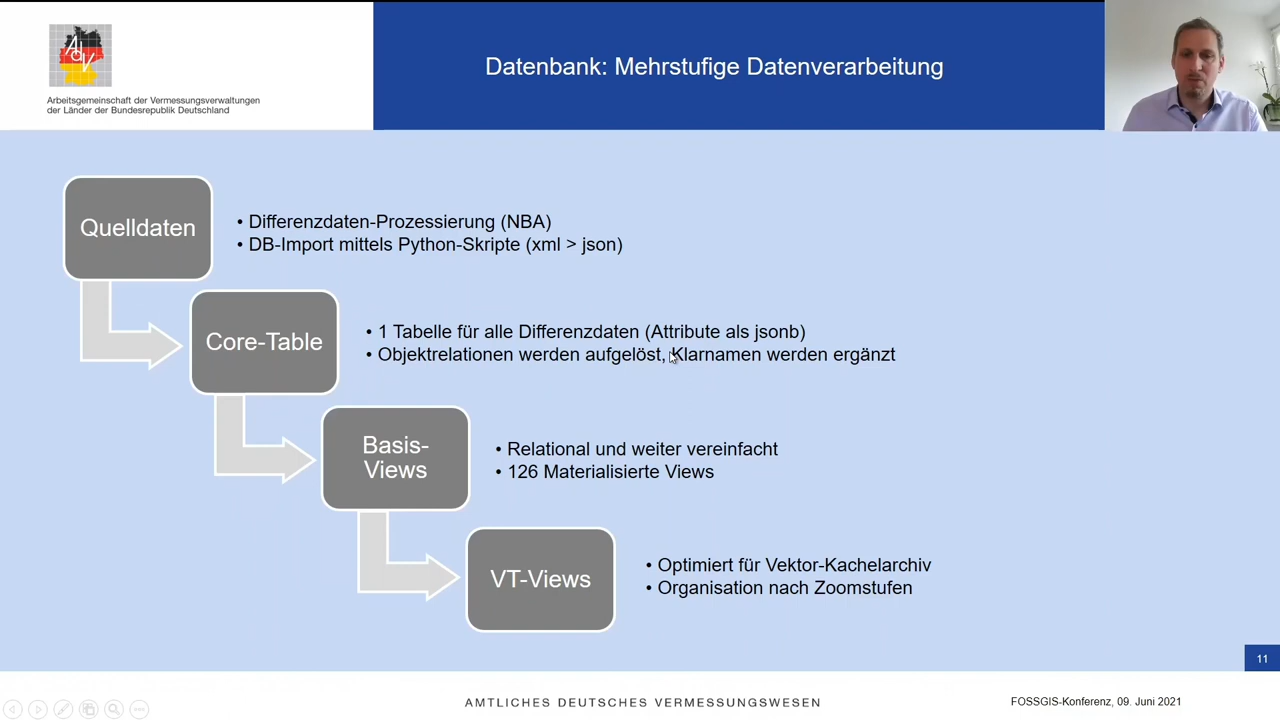 AdV
Arbeitsgemeinschaft der Vermessungsverwaltungen
der Länder der Bundesrepublik Deutschland
Datenbank: Mehrstufige Datenverarbeitung
Quelldaten
• Differenzdaten-Prozessierung (NBA)
• DB-Import mittels Python-Skripte (xml > json)
Core-Table
• 1 Tabelle für alle Differenzdaten (Attribute als jsonb)
• Objektrelationen werden aufgelöst, Klarnamen werden ergänzt
Basis-
Views
• Relational und weiter vereinfacht
• 126 Materialisierte Views
VT-Views
• Optimiert für Vektor-Kachelarchiv
• Organisation nach Zoomstufen
11
AMTLICHES DEUTSCHES VERMESSUNGSWESEN
FOSSGIS-Konferenz, 09. Juni 2021